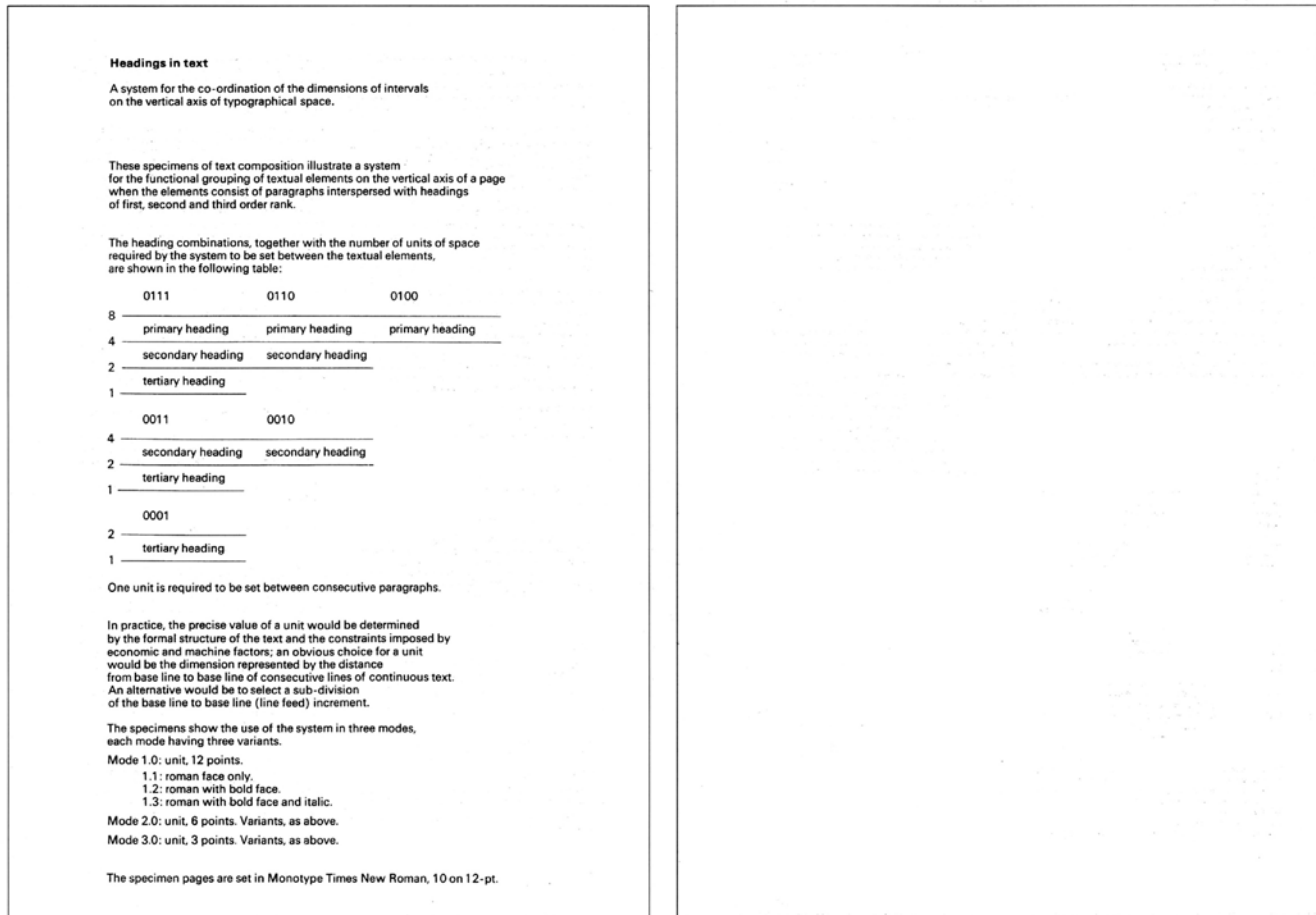 Headings in text
A system for the co-ordination of the dimensions of intervals
on the vertical axis of typographical space.
These specimens of text composition illustrate a system
for the functional grouping of textual elements on the vertical axis of a page
when the elements consist of paragraphs interspersed with headings
of first, second and third order rank.
The heading combinations, together with the number of units of space
required by the system to be set between the textual elements,
are shown in the following table:
0111 0110 0100
8
primary heading primary heading primary heading
4
secondary heading secondary heading
2
tertiary heading
1
0011 0010
4
secondary heading secondary heading
2
tertiary heading
1
0001
2
tertiary heading
1
One unit is required to be set between consecutive paragraphs.
In practice, the precise value of a unit would be determined
by the formal structure of the text and the constraints imposed by
economic and machine factors; an obvious choice for a unit
would be the dimension represented by the distance
from base line to base line of consecutive lines of continuous text.
An alternative would be to select a sub-division
of the base line to base line (line feed) increment.
The specimens show the use of the system in three modes,
each mode having three variants.
Mode 1.0: unit, 12 points.
1.1: roman face only.
1.2: roman with bold face.
1.3: roman with bold face and italic.
Mode 2.0: unit, 6 points. Variants, as above.
Mode 3.0: unit, 3 points. Variants, as above.
The specimen pages are set in Monotype Times New Roman, 10 on 12-pt.